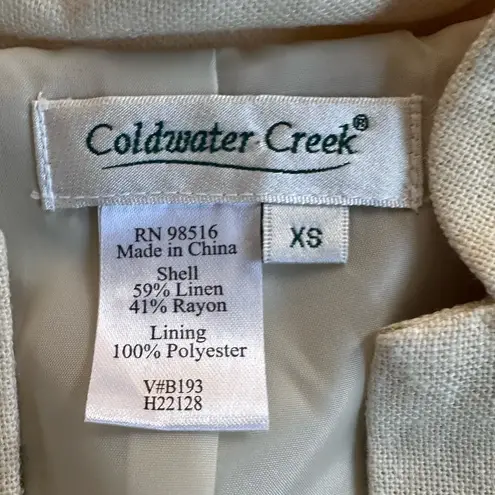 Coldwater Creek®
XS
RN 98516
Made in China
Shell
59% Linen
41% Rayon
Lining
100% Polyester
V#B193
H22128